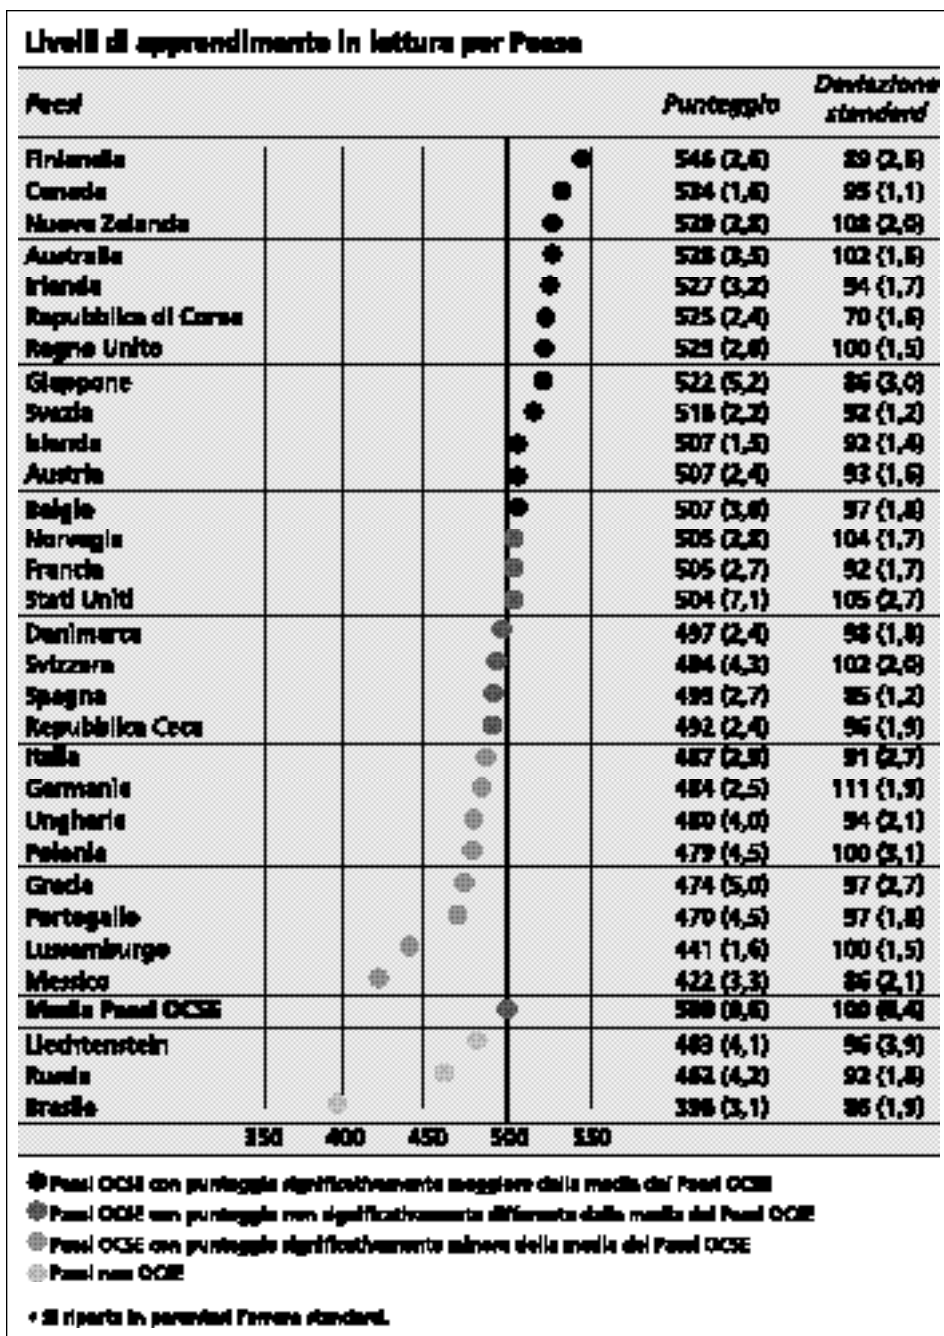 Livelli di apprendimento in lettura per Paese
Paesi Punteggio Deviazione standard
Finlandia 546 (2,6) 89 (2,6)
Canada 534 (1,6) 95 (1,1)
Nuova Zelanda 529 (2,8) 108 (2,0)
Australia 528 (3,5) 102 (1,6)
Irlanda 527 (3,2) 94 (1,7)
Repubblica di Corea 525 (2,4) 70 (1,6)
Regno Unito 100 (1,5)
Giappone 522 (5,2) 86 (3,0)
Svezia 516 (2,2) 92 (1,2)
Islanda 507 (1,5) 92 (1,4)
Austria 507 (2,4) 93 (1,6)
Belgio 507 (3,6)
Norvegia 505 (2,8) 104 (1,7)
Francia 505 (2,7) 92 (1,7)
Stati Uniti 504 (7,1) 105 (2,7)
Danimarca 497 (2,4) 98 (1,8)
Svizzera 102 (2,0)
Spagna 85 (1,2)
Repubblica Ceca 492 (2,4) 96 (1,9)
Italia 487 (2,9) 91 (2,7)
Germania 484 (2,5) 111 (1,9)
Ungheria 480 (4,0) 94 (2,1)
Polonia 479 (4,5) 100 (3,1)
Grecia 474 (5,0) 97 (2,7)
Portogallo 470 (4,5) 97 (1,8)
Lussemburgo 441 (1,6) 100 (1,5)
Messico 422 (3,3) 86 (2,1)
Media Paesi OCSE 500 (0,6) 100 (0,4)
Liechtenstein 483 (4,1) 96 (3,9)
Russia 462 (4,2) 92 (1,8)
Brasile 396 (3,1) 86 (1,9)
350 400 450 500 550
Paesi OCSE con punteggio significativamente maggiore della media dei Paesi OCSE
Paesi OCSE con punteggio non significativamente differente dalla media dei Paesi OCSE
Paesi OCSE con punteggio significativamente minore della media dei Paesi OCSE
Paesi non OCSE
• Si riporta in parentesi l'errore standard.